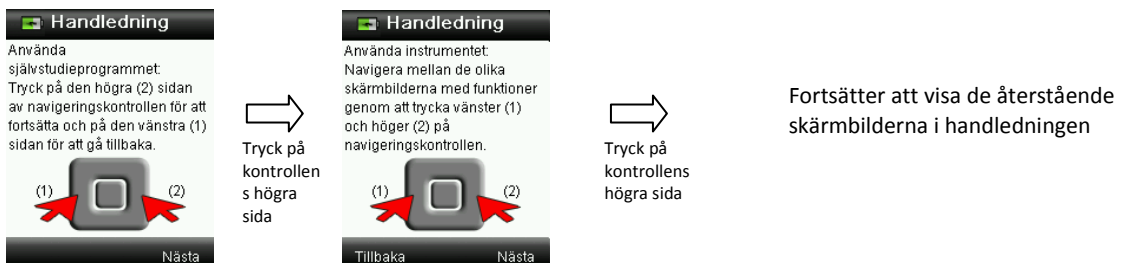 Handledning
Använda
självstudieprogrammet:
Tryck på den högra (2) sidan
av navigeringskontrollen för att
fortsätta och på den vänstra (1)
sidan för att gå tillbaka.
(1)
(2)
Nästa
Tryck på
kontrollen
s högra
sida
Handledning
Använda instrumentet:
Navigera mellan de olika
skärmbilderna med funktioner
genom att trycka vänster (1)
och höger (2) på
navigeringskontrollen.
(1)
(2)
Tillbaka
Nästa
Tryck på
kontrollens
högra sida
Fortsätter att visa de återstående
skärmbilderna i handledningen